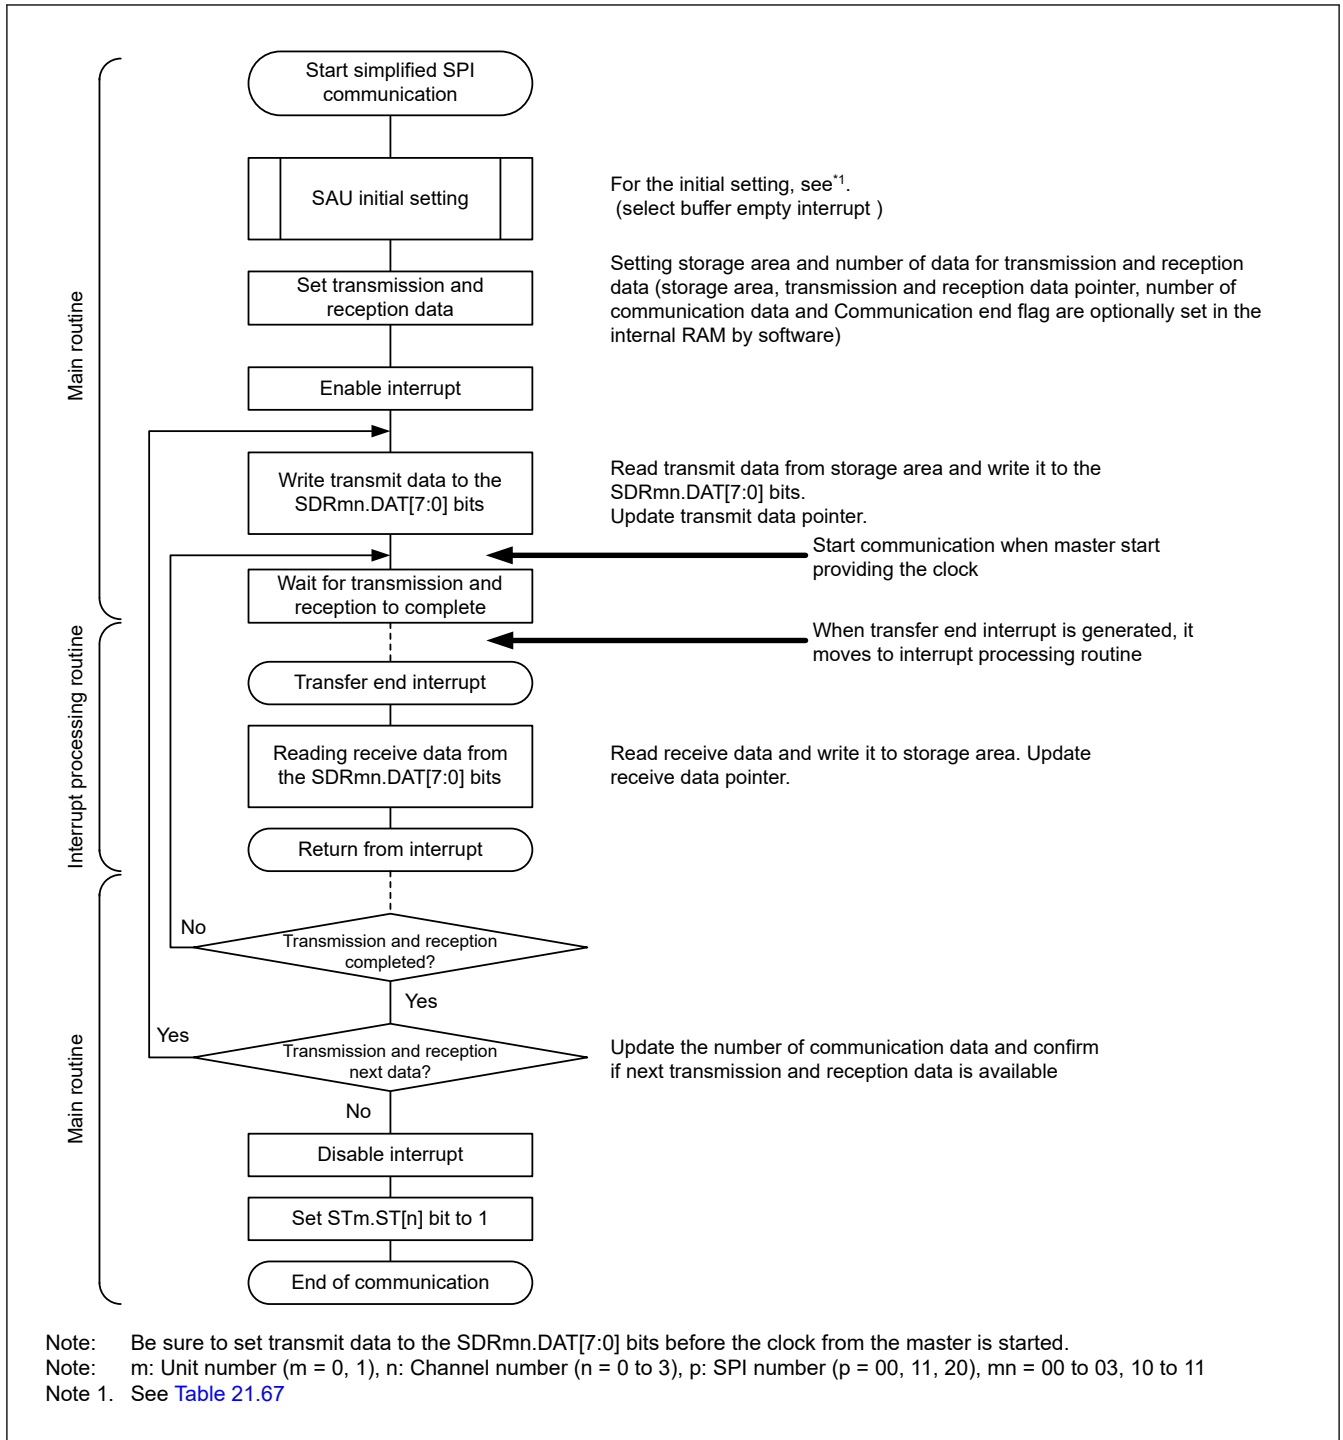 Start simplified SPI
communication
SAU initial setting
For the initial setting, see*1.
(select buffer empty interrupt )
Set transmission and
reception data
Setting storage area and number of data for transmission and reception
data (storage area, transmission and reception data pointer, number of
communication data and Communication end flag are optionally set in the
internal RAM by software)
Main routine
Enable interrupt
Write transmit data to the
SDRmn.DAT[7:0] bits
Read transmit data from storage area and write it to the
SDRmn.DAT[7:0] bits.
Update transmit data pointer.
Start communication when master start
providing the clock
Wait for transmission and
reception to complete
When transfer end interrupt is generated, it
moves to interrupt processing routine
Interrupt processing routine
Transfer end interrupt
Reading receive data from
the SDRmn.DAT[7:0] bits
Read receive data and write it to storage area. Update
receive data pointer.
Return from interrupt
No
Transmission and reception
completed?
Yes
Yes
Transmission and reception
next data?
Update the number of communication data and confirm
if next transmission and reception data is available
Main routine
No
Disable interrupt
Set STm.ST[n] bit to 1
End of communication
Note: Be sure to set transmit data to the SDRmn.DAT[7:0] bits before the clock from the master is started.
Note: m: Unit number (m = 0, 1), n: Channel number (n = 0 to 3), p: SPI number (p = 00, 11, 20), mn = 00 to 03, 10 to 11
Note 1. See Table 21.67